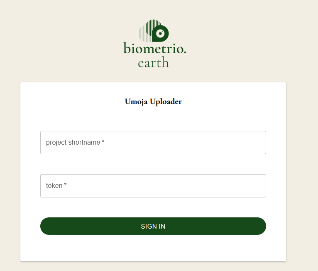 biometrio.
earth
Umoja Uploader
project shortname *
token *
SIGN IN